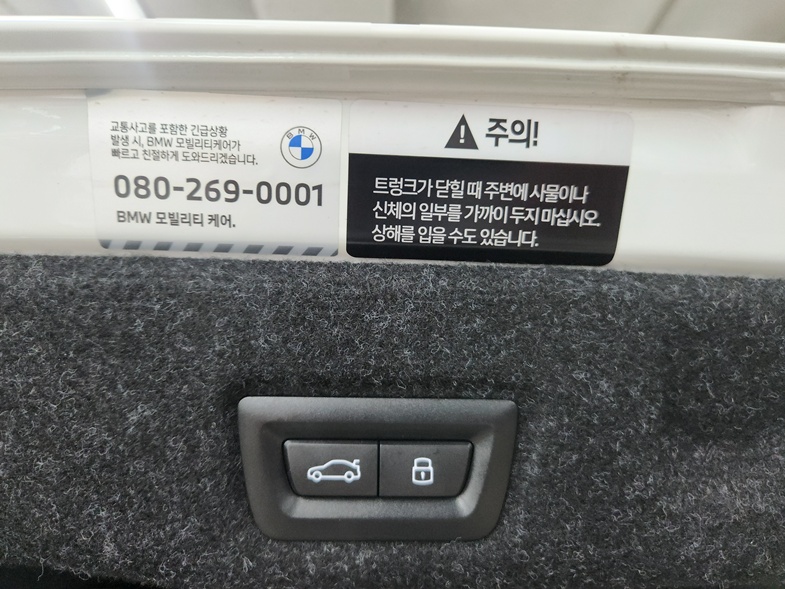 교통사고를 포함한 긴급상황
발생 시, BMW 모빌리티케어가
빠르고 친절하게 도와드리겠습니다.
BMW
080-269-0001
BMW 모빌리티 케어.
주의!
트렁크가 닫힐 때 주변에 사물이나
신체의 일부를 가까이 두지 마십시오.
상해를 입을 수도 있습니다.